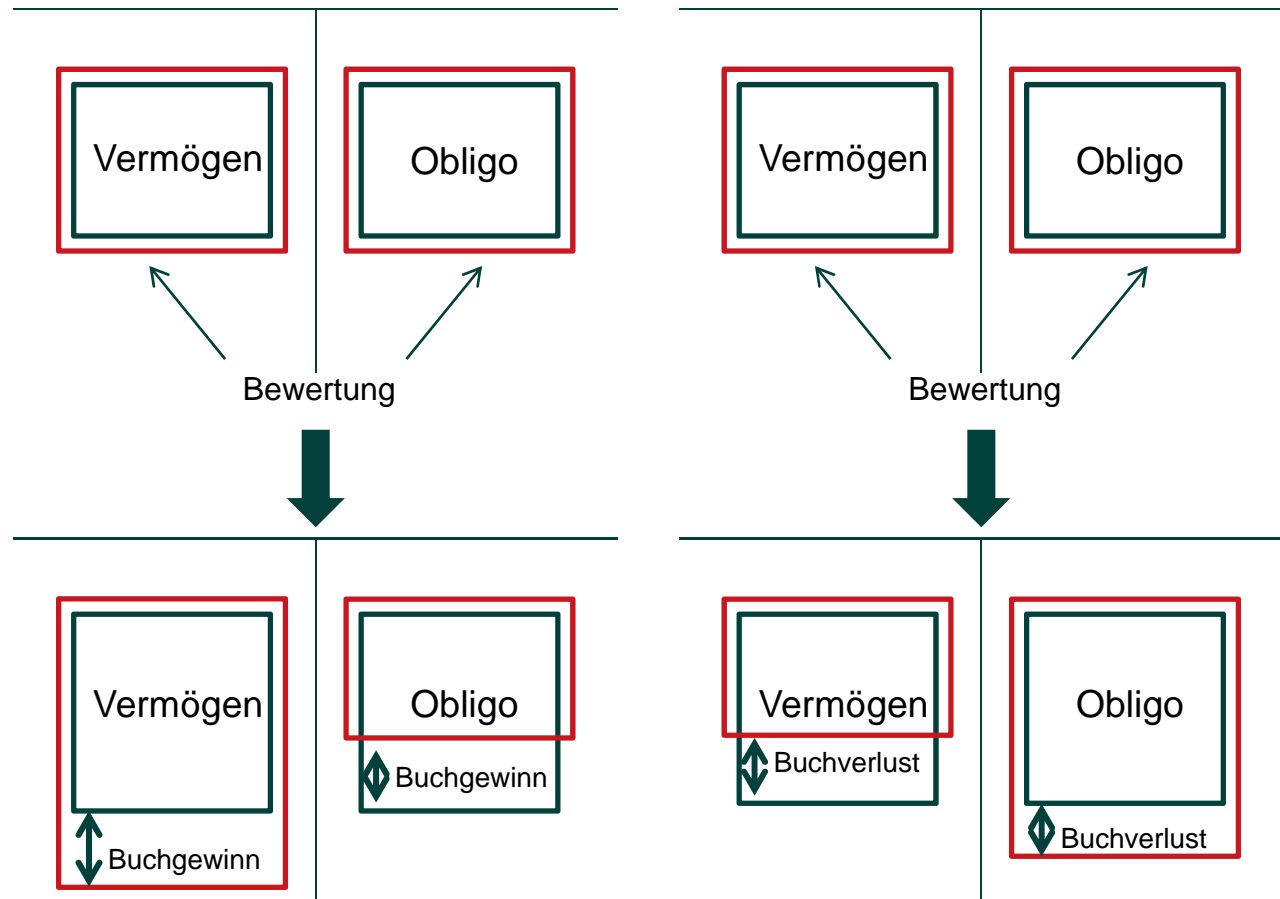 Vermögen
Obligo
Vermögen
Obligo
Bewertung
Bewertung
Vermögen
Obligo
Vermögen
Obligo
Buchgewinn
Buchverlust
Buchgewinn
Buchverlust